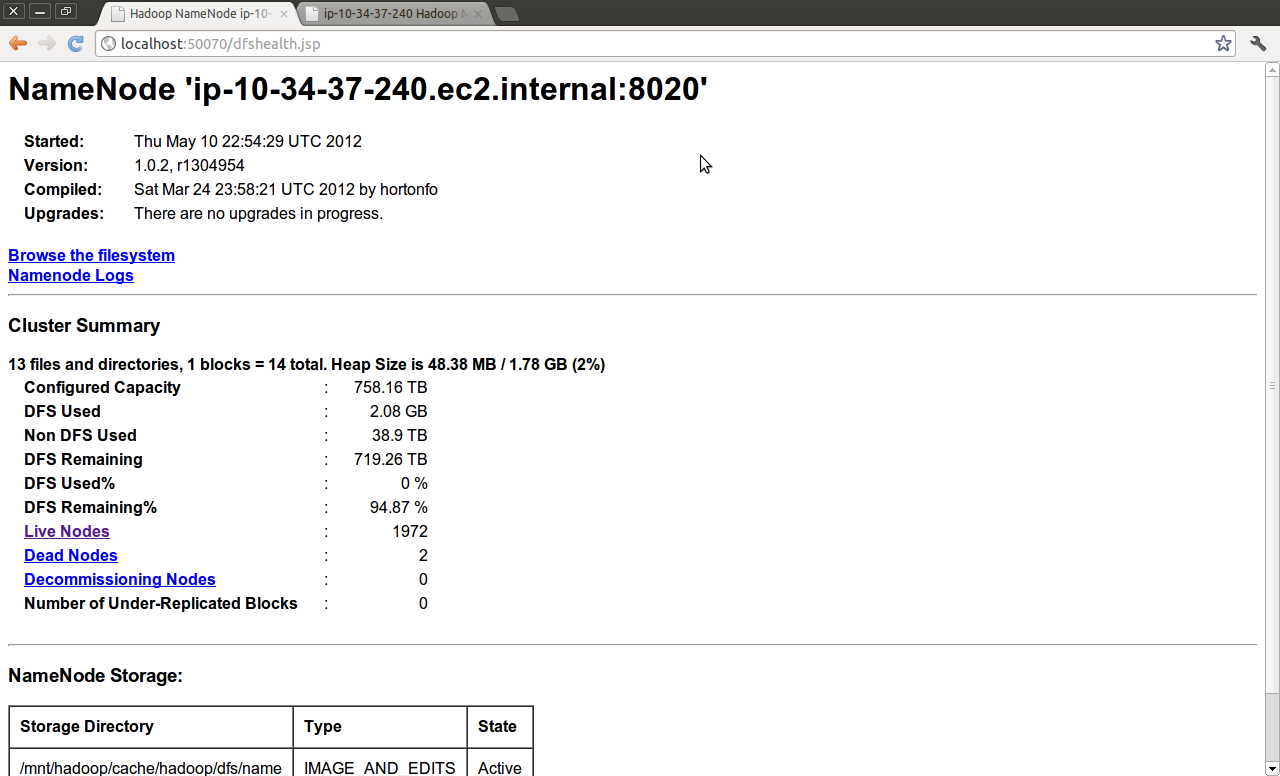 Hadoop NameNode ip-10- ip-10-34-37-240 Hadoop
localhost:50070/dfshealth.jsp
NameNode 'ip-10-34-37-240.ec2.internal:8020'
Started: Thu May 10 22:54:29 UTC 2012
Version: 1.0.2, r1304954
Compiled: Sat Mar 24 23:58:21 UTC 2012 by hortonfo
Upgrades: There are no upgrades in progress.
Browse the filesystem
Namenode Logs
Cluster Summary
13 files and directories, 1 blocks = 14 total. Heap Size is 48.38 MB / 1.78 GB (2%)
Configured Capacity : 758.16 TB
DFS Used : 2.08 GB
Non DFS Used : 38.9 TB
DFS Remaining : 719.26 TB
DFS Used% : 0 %
DFS Remaining% : 94.87 %
Live Nodes : 1972
Dead Nodes : 2
Decommissioning Nodes : 0
Number of Under-Replicated Blocks : 0
NameNode Storage:
Storage Directory Type State
/mnt/hadoop/cache/hadoop/dfs/name IMAGE_AND_EDITS Active